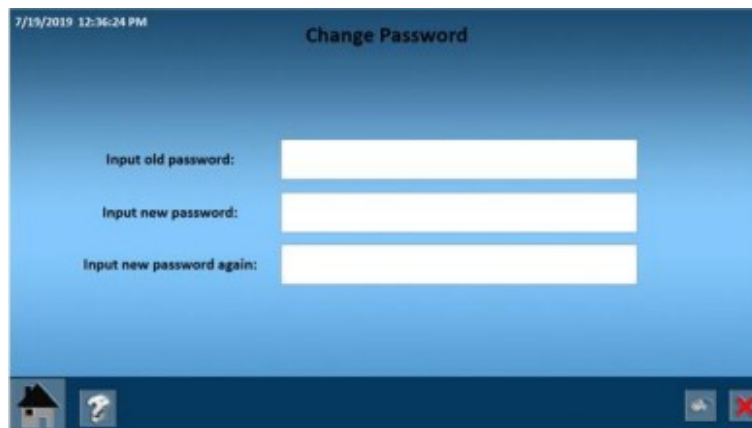 7/19/2019 12:36:24 PM
Change Password
Input old password:
Input new password:
Input new password again: